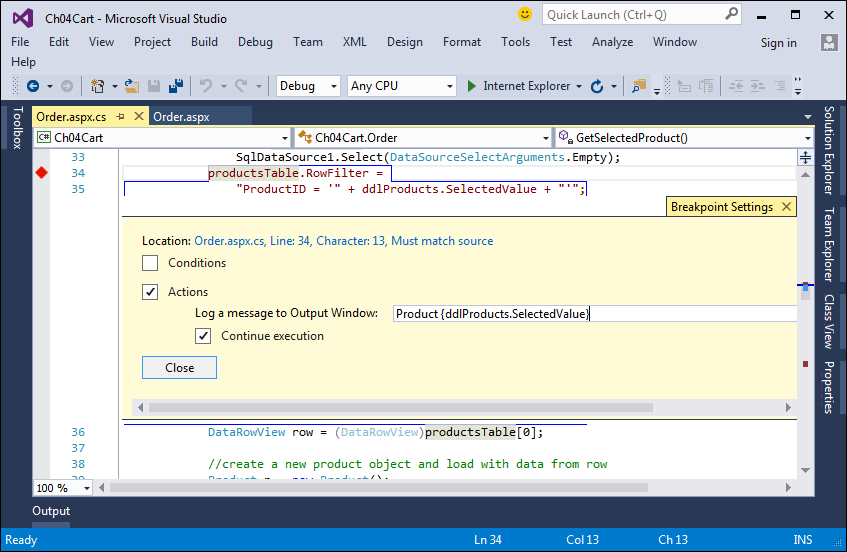 Ch04Cart - Microsoft Visual Studio
Quick Launch (Ctrl+Q)
File Edit View Project Build Debug Team XML Design Format Tools Test Analyze Window Sign in
Help
Debug Any CPU Internet Explorer
Toolbox
Order.aspx.cs Order.aspx
C# Ch04Cart Ch04Cart.Order GetSelectedProduct()
33 SqlDataSource1.Select(DataSourceSelectArguments.Empty);
34 productsTable.RowFilter =
35 "ProductID = '" + ddlProducts.SelectedValue + "'";
Breakpoint Settings
Location: Order.aspx.cs, Line: 34, Character: 13, Must match source
Conditions
Actions
Log a message to Output Window: Product {ddlProducts.SelectedValue}
Continue execution
Close
36 DataRowView row = (DataRowView)productsTable[0];
37
38 //create a new product object and load with data from row
39 Product p = new Product();
100 %
Solution Explorer
Team Explorer
Class View
Properties
Output
Ready Ln 34 Col 13 Ch 13 INS